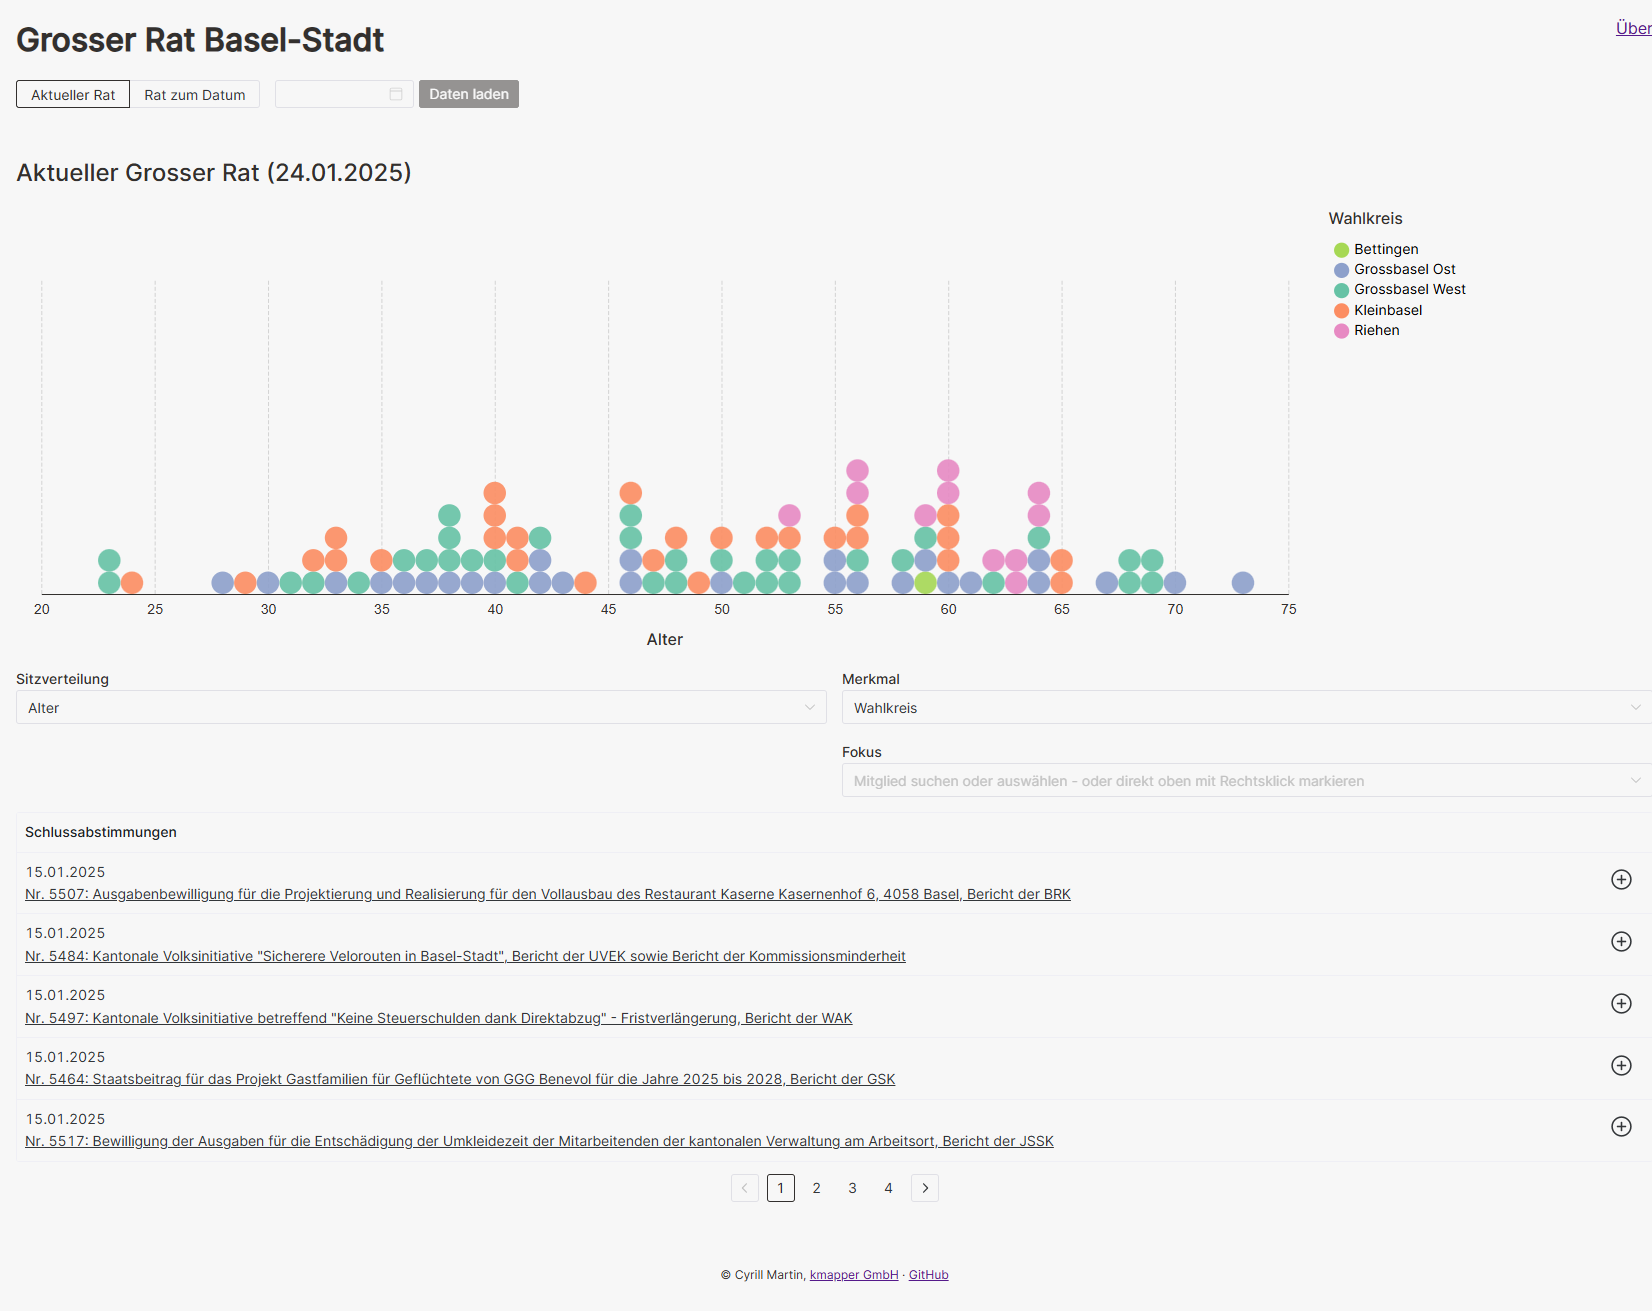 Grosser Rat Basel-Stadt
Über
Aktueller Rat
Rat zum Datum
Daten laden
Aktueller Grosser Rat (24.01.2025)
Wahlkreis
Bettingen
Grossbasel Ost
Grossbasel West
Kleinbasel
Riehen
20 25 30 35 40 45 50 55 60 65 70 75
Alter
Sitzverteilung
Alter
Merkmal
Wahlkreis
Fokus
Mitglied suchen oder auswählen - oder direkt oben mit Rechtsklick markieren
Schlussabstimmungen
15.01.2025
Nr. 5507: Ausgabenbewilligung für die Projektierung und Realisierung für den Vollausbau des Restaurant Kaserne Kasernenhof 6, 4058 Basel, Bericht der BRK
15.01.2025
Nr. 5484: Kantonale Volksinitiative "Sicherere Velorouten in Basel-Stadt", Bericht der UVEK sowie Bericht der Kommissionsminderheit
15.01.2025
Nr. 5497: Kantonale Volksinitiative betreffend "Keine Steuerschulden dank Direktabzug" - Fristverlängerung, Bericht der WAK
15.01.2025
Nr. 5464: Staatsbeitrag für das Projekt Gastfamilien für Geflüchtete von GGG Benevol für die Jahre 2025 bis 2028, Bericht der GSK
15.01.2025
Nr. 5517: Bewilligung der Ausgaben für die Entschädigung der Umkleidezeit der Mitarbeitenden der kantonalen Verwaltung am Arbeitsort, Bericht der JSSK
1 2 3 4
© Cyrill Martin, kmapper GmbH · GitHub